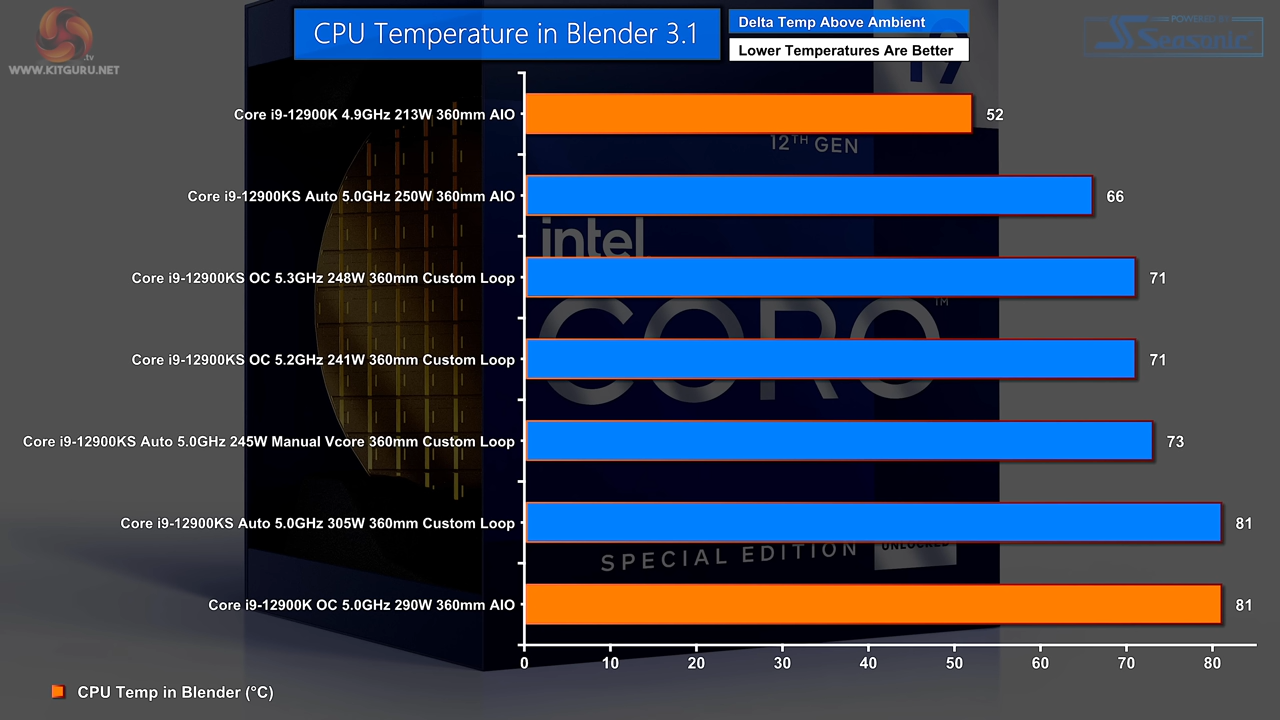 CPU Temperature in Blender 3.1
Delta Temp Above Ambient
Lower Temperatures Are Better
.tv
WWW.KITGURU.NET
POWERED BY
Seasonic
i9
Core i9-12900K 4.9GHz 213W 360mm AIO
52
12TH GEN
Core i9-12900KS Auto 5.0GHz 250W 360mm AIO
66
intel.
Core i9-12900KS OC 5.3GHz 248W 360mm Custom Loop
71
CORE™
Core i9-12900KS OC 5.2GHz 241W 360mm Custom Loop
71
Core i9-12900KS Auto 5.0GHz 245W Manual Vcore 360mm Custom Loop
73
Core i9-12900KS Auto 5.0GHz 305W 360mm Custom Loop
81
SPECIAL EDITION
UNLOCKED
Core i9-12900K OC 5.0GHz 290W 360mm AIO
81
0 10 20 30 40 50 60 70 80
CPU Temp in Blender (°C)